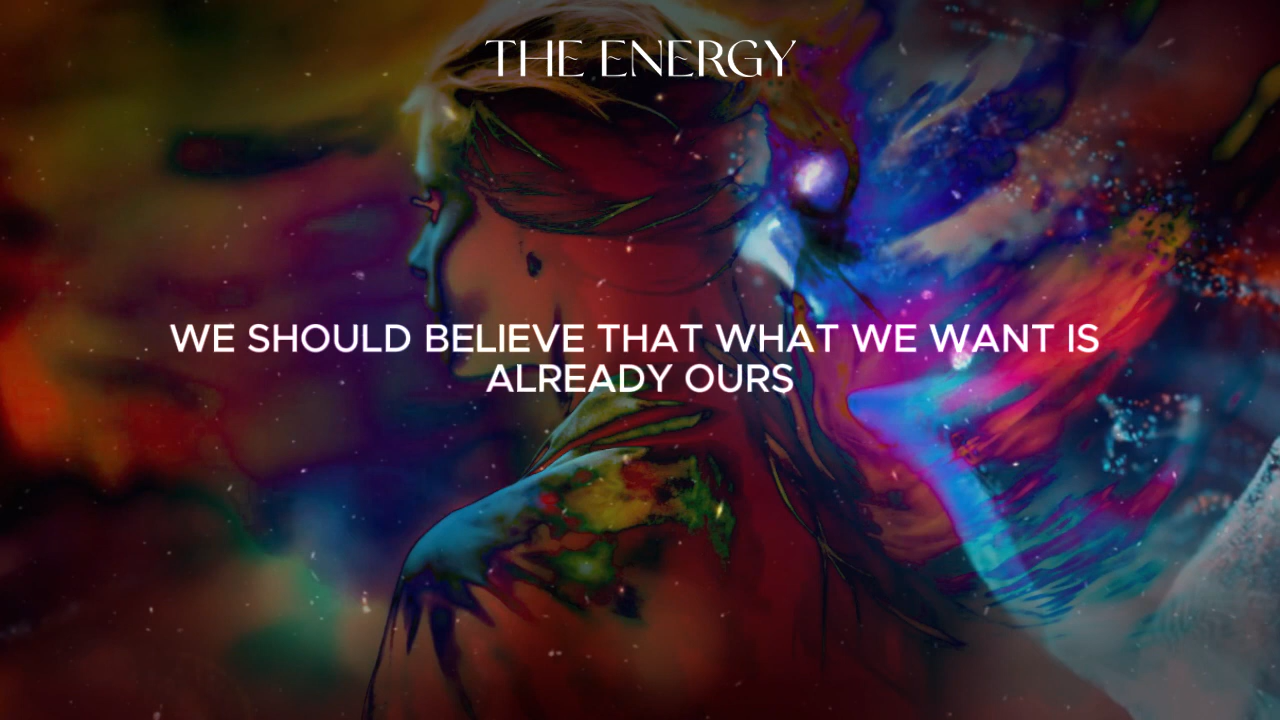 THE ENERGY
WE SHOULD BELIEVE THAT WHAT WE WANT IS
ALREADY OURS